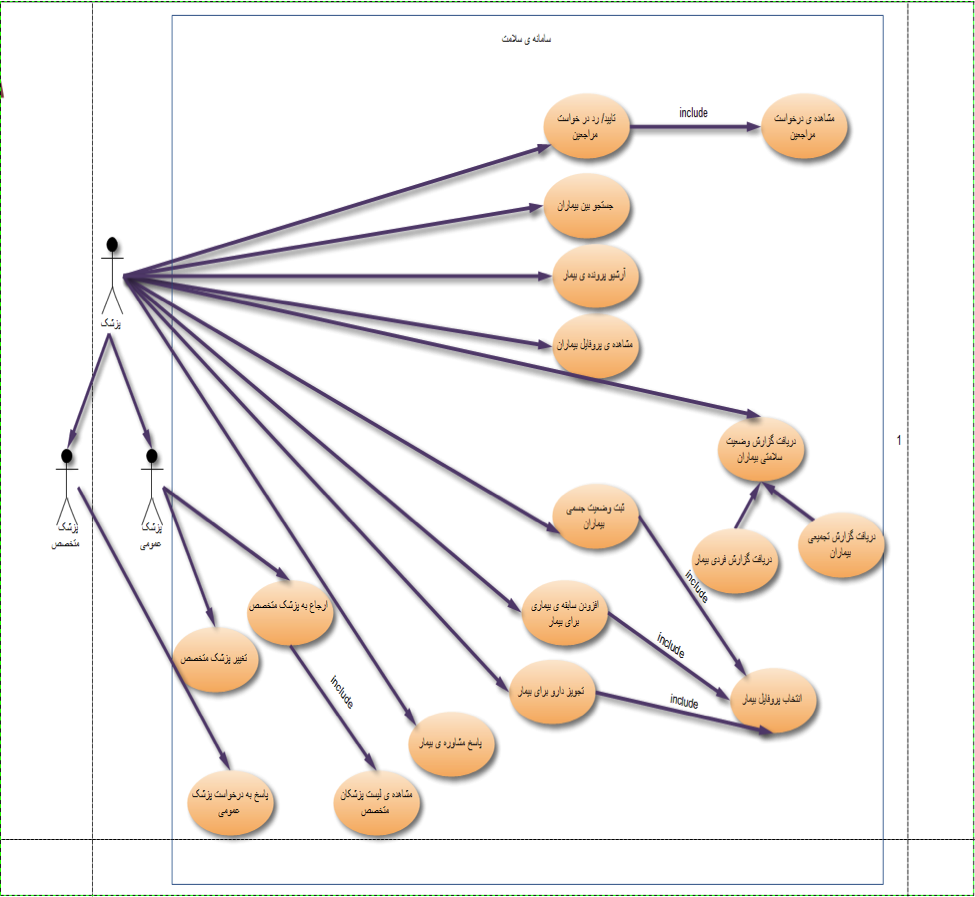 سامانه ی سلامت
تایید/ رد در خواست
مراجعین
include
مشاهده ی درخواست
مراجعین
جستجو بین بیماران
آرشیو پرونده ی بیمار
مشاهده ی پروفایل بیماران
پزشک
1
دریافت گزارش وضعیت
سلامتی بیماران
پزشک
متخصص
پزشک
عمومی
ثبت وضعیت جسمی
بیماران
دریافت گزارش فردی بیمار
دریافت گزارش تجمیعی
بیماران
include
ارجاع به پزشک متخصص
افزودن سابقه ی بیماری
برای بیمار
include
تغییر پزشک متخصص
include
تجویز دارو برای بیمار
include
انتخاب پروفایل بیمار
پاسخ مشاوره ی بیمار
پاسخ به درخواست پزشک
عمومی
مشاهده ی لیست پزشکان
متخصص